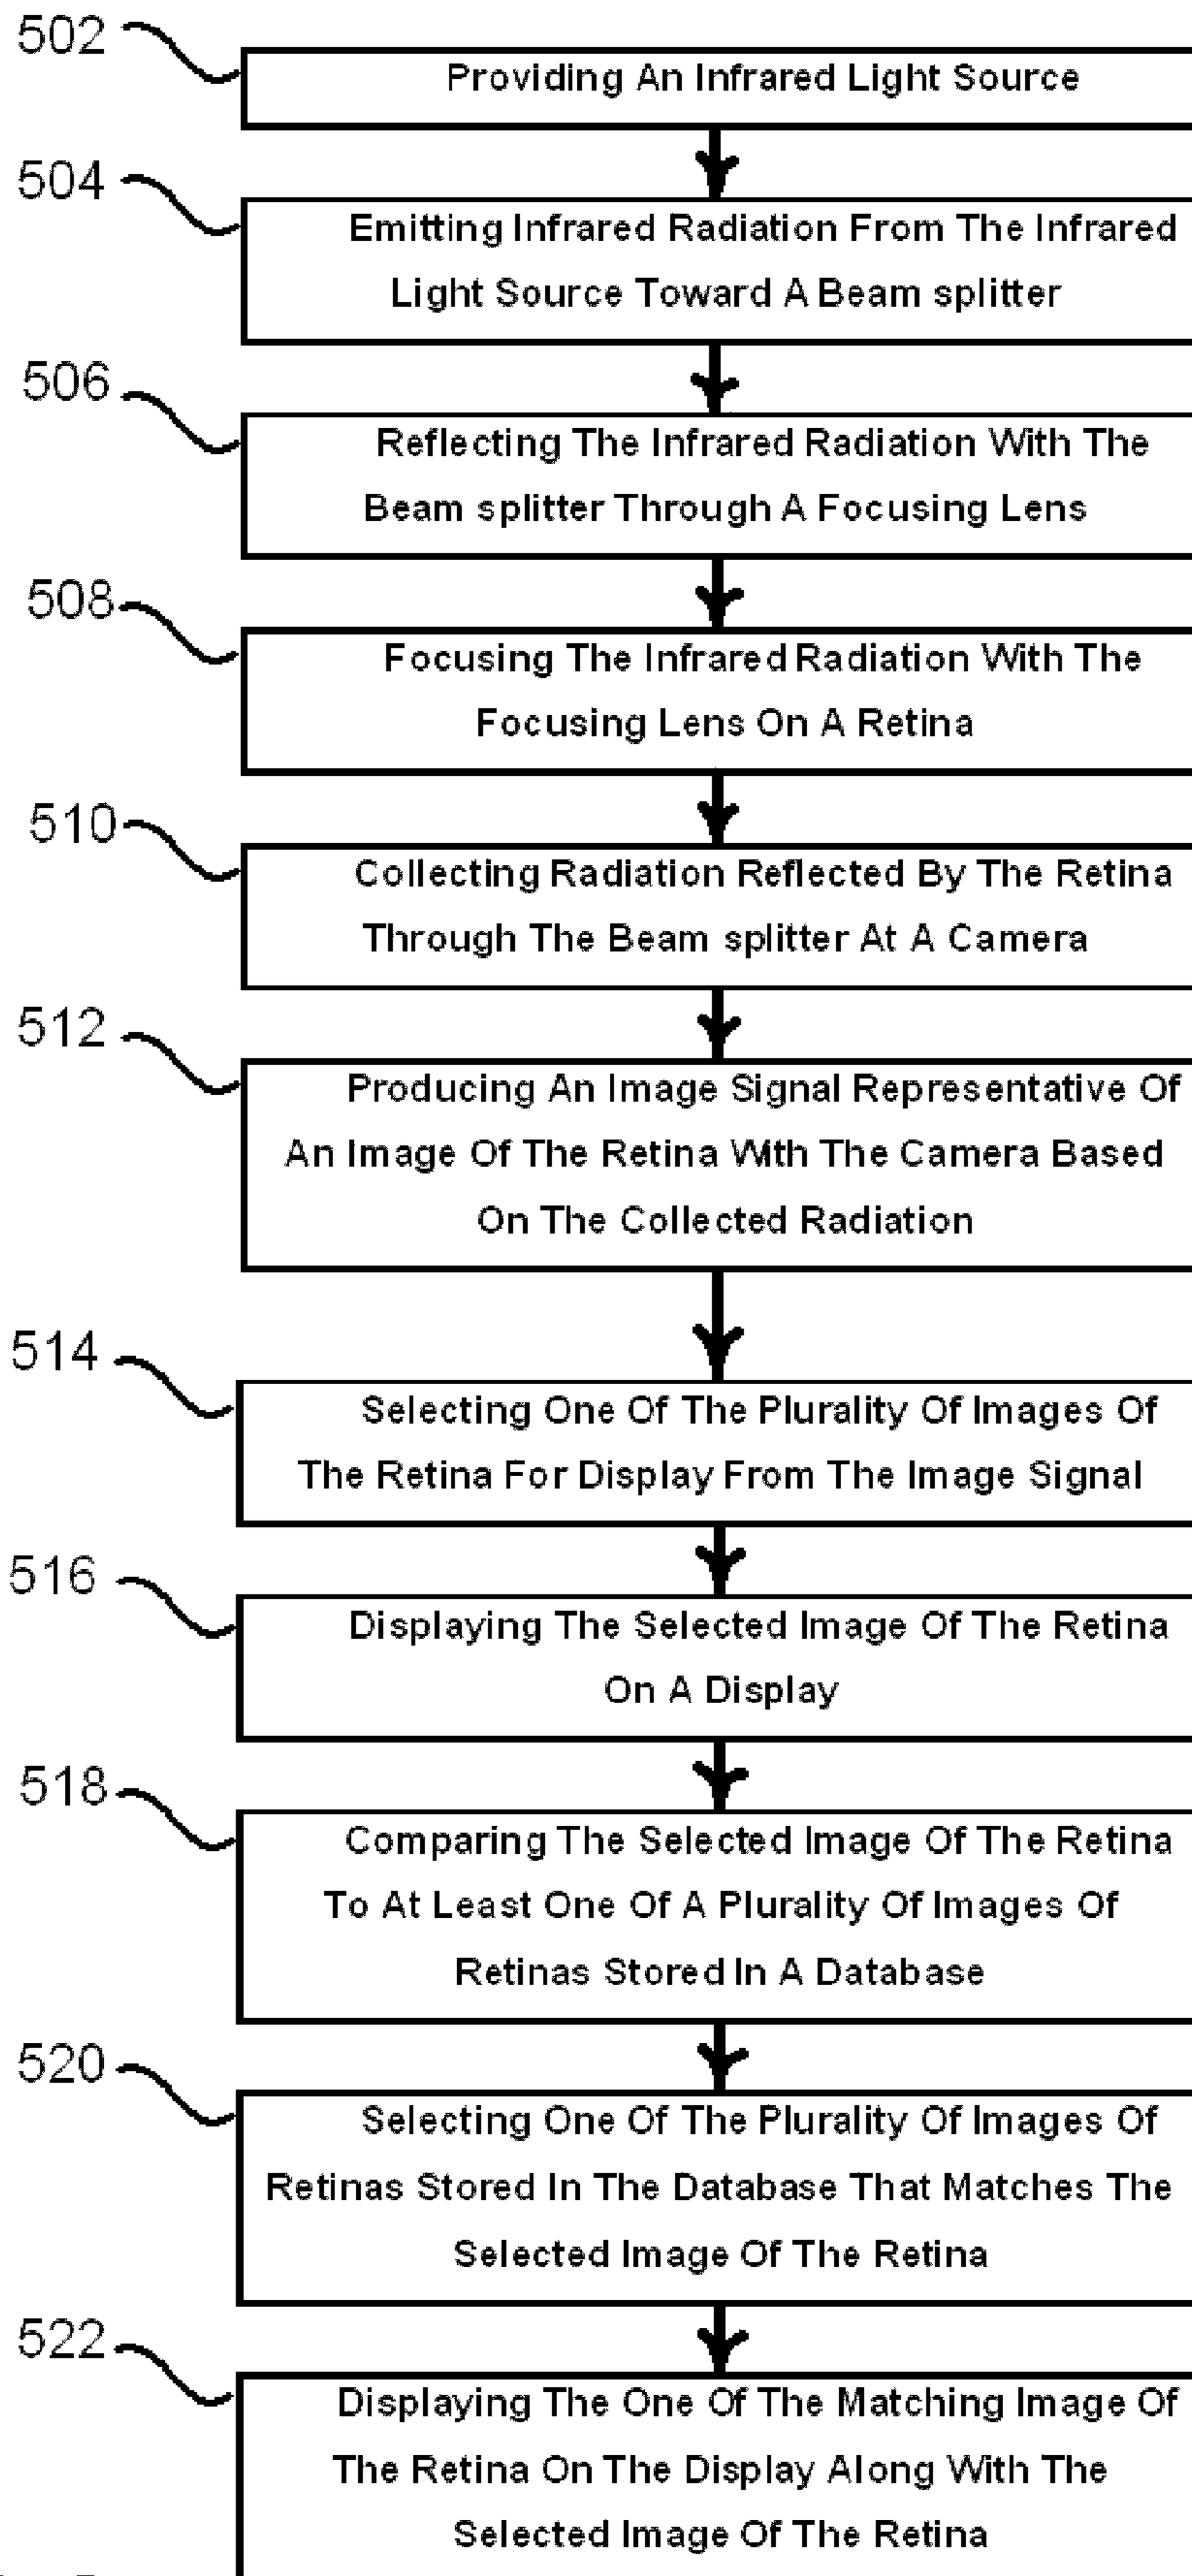 502
Providing An Infrared Light Source
504
Emitting Infrared Radiation From The Infrared
Light Source Toward A Beam splitter
506
Reflecting The Infrared Radiation With The
Beam splitter Through A Focusing Lens
508
Focusing The Infrared Radiation With The
Focusing Lens On A Retina
510
Collecting Radiation Reflected By The Retina
Through The Beam splitter At A Camera
512
Producing An Image Signal Representative Of
An Image Of The Retina With The Camera Based
On The Collected Radiation
514
Selecting One Of The Plurality Of Images Of
The Retina For Display From The Image Signal
516
Displaying The Selected Image Of The Retina
On A Display
518
Comparing The Selected Image Of The Retina
To At Least One Of A Plurality Of Images Of
Retinas Stored In A Database
520
Selecting One Of The Plurality Of Images Of
Retinas Stored In The Database That Matches The
Selected Image Of The Retina
522
Displaying The One Of The Matching Image Of
The Retina On The Display Along With The
Selected Image Of The Retina